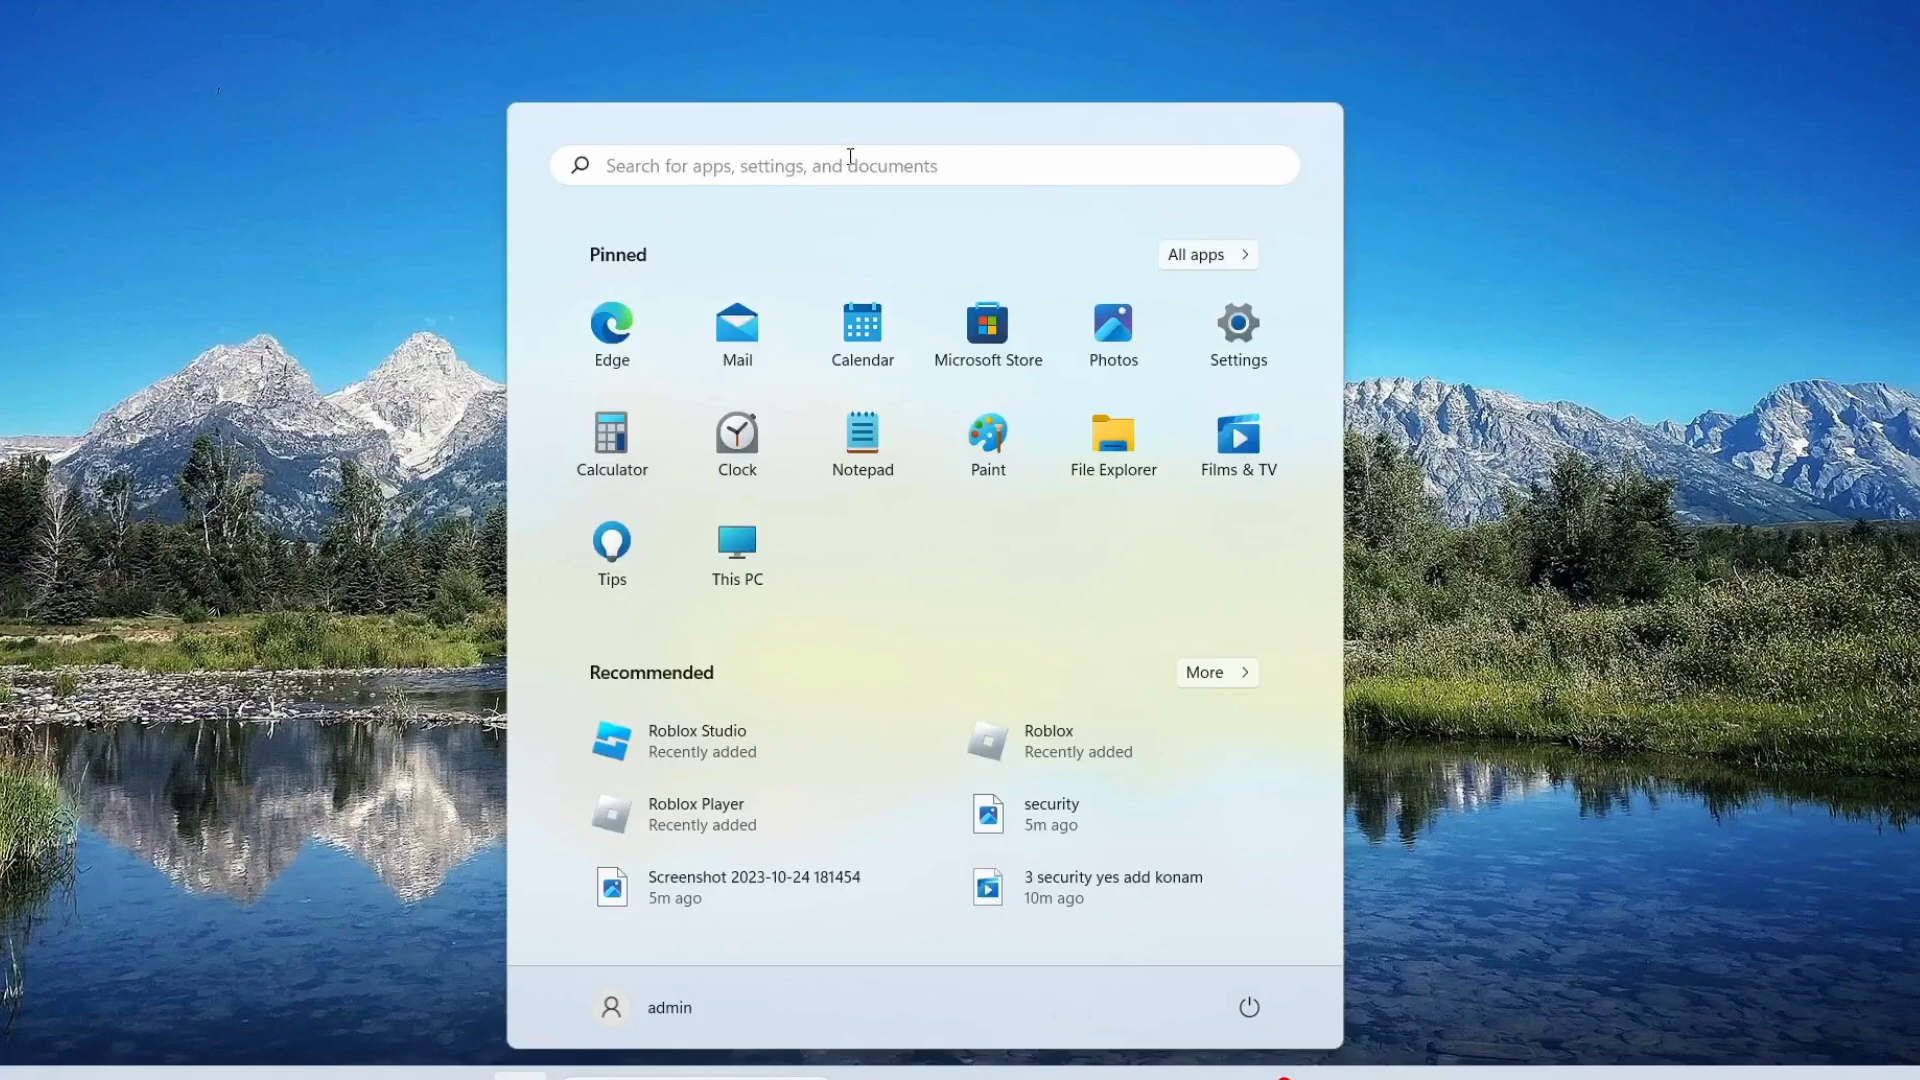 Search for apps, settings, and documents
Pinned
All apps
Edge
Mail
Calendar
Microsoft Store
Photos
Settings
Calculator
Clock
Notepad
Paint
File Explorer
Films & TV
Tips
This PC
Recommended
More
Roblox Studio
Recently added
Roblox
Recently added
Roblox Player
Recently added
security
5m ago
Screenshot 2023-10-24 181454
5m ago
3 security yes add konam
10m ago
admin